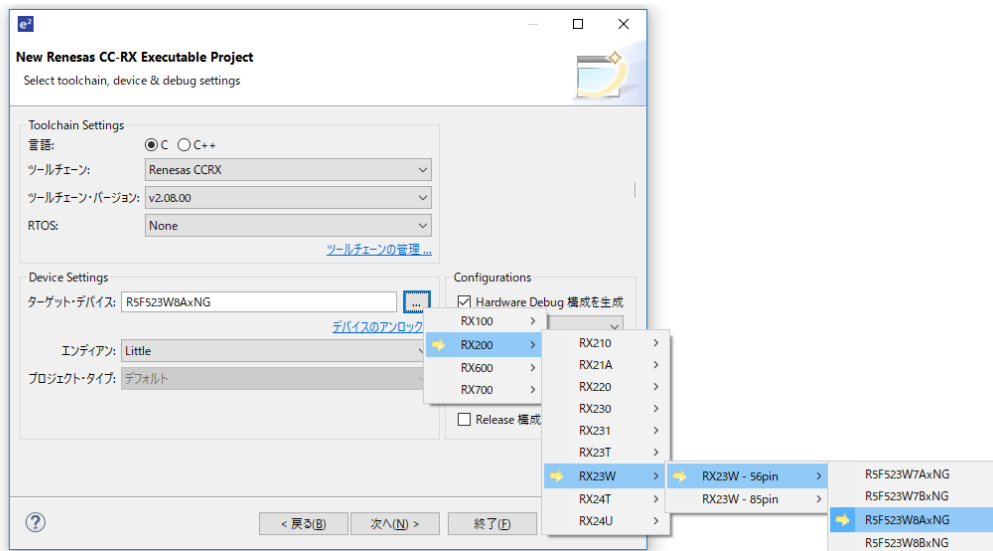 e²
New Renesas CC-RX Executable Project
Select toolchain, device & debug settings
Toolchain Settings
言語:
C
C++
ツールチェーン:
Renesas CCRX
ツールチェーン・バージョン:
v2.08.00
RTOS:
None
ツールチェーンの管理 ...
Device Settings
ターゲット・デバイス:
R5F523W8AxNG
...
デバイスのアンロック
エンディアン:
Little
プロジェクト・タイプ:
デフォルト
Configurations
Hardware Debug 構成を生成
Release 構成
RX100
RX200
RX600
RX700
RX210
RX21A
RX220
RX230
RX231
RX23T
RX23W
RX24T
RX24U
RX23W - 56pin
RX23W - 85pin
R5F523W7AxNG
R5F523W7BxNG
R5F523W8AxNG
R5F523W8BxNG
?
< 戻る(B)
次へ(N) >
終了(F)